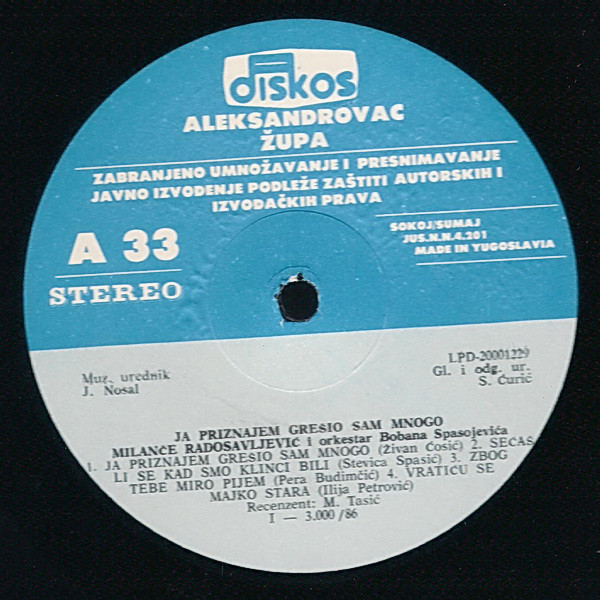 diskos
ALEKSANDROVAC
ŽUPA
ZABRANJENO UMNOŽAVANJE I PRESNIMAVANJE
JAVNO IZVOĐENJE PODLEŽE ZAŠTITI AUTORSKIH I
IZVOĐAČKIH PRAVA
A 33
STEREO
SOKOJ/SUMAJ
JUS.N.N.4.201
MADE IN YUGOSLAVIA
Muz. urednik
J. Nosal
LPD-20001229
Gl. i odg. ur.
S. Ćurić
JA PRIZNAJEM GRESIO SAM MNOGO
MILANČE RADOSAVLJEVIĆ i orkestar Bobana Spasojevića
1. JA PRIZNAJEM GRESIO SAM MNOGO (Živan Ćosić) 2. SECAŠ
LI SE KAD SMO KLINCI BILI (Stevica Spasić) 3. ZBOG
TEBE MIRO PIJEM (Pera Budimčić) 4. VRATICU SE
MAJKO STARA (Ilija Petrović)
Recenzent: M. Tasić
I — 3.000/86